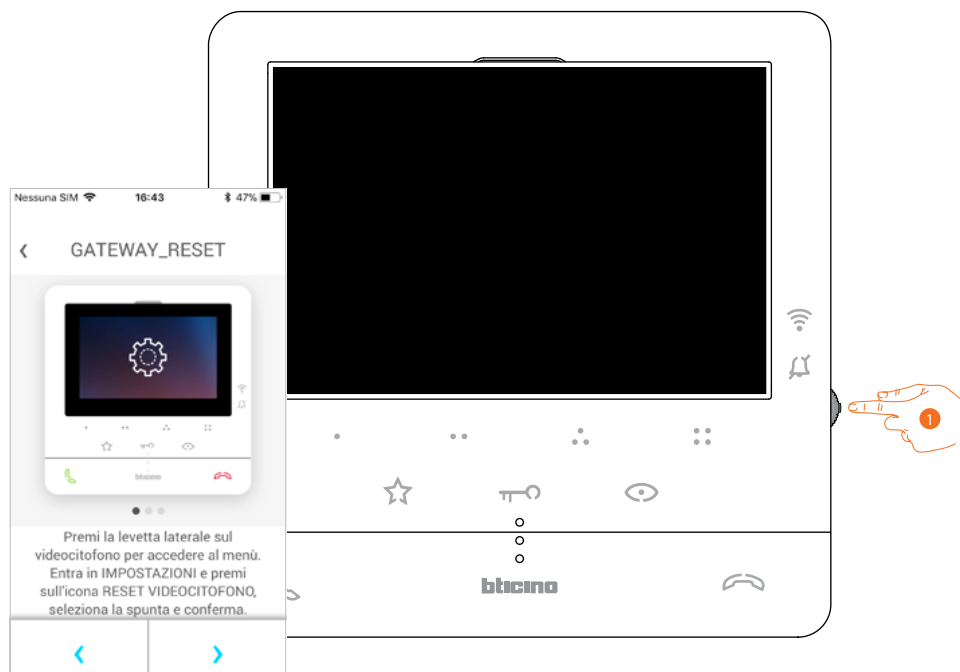 Nessuna SIM 16:43 47%
GATEWAY_RESET
bticino
Premi la levetta laterale sul
videocitofono per accedere al menù.
Entra in IMPOSTAZIONI e premi
sull'icona RESET VIDEOCITOFONO,
seleziona la spunta e conferma.
bticino
1